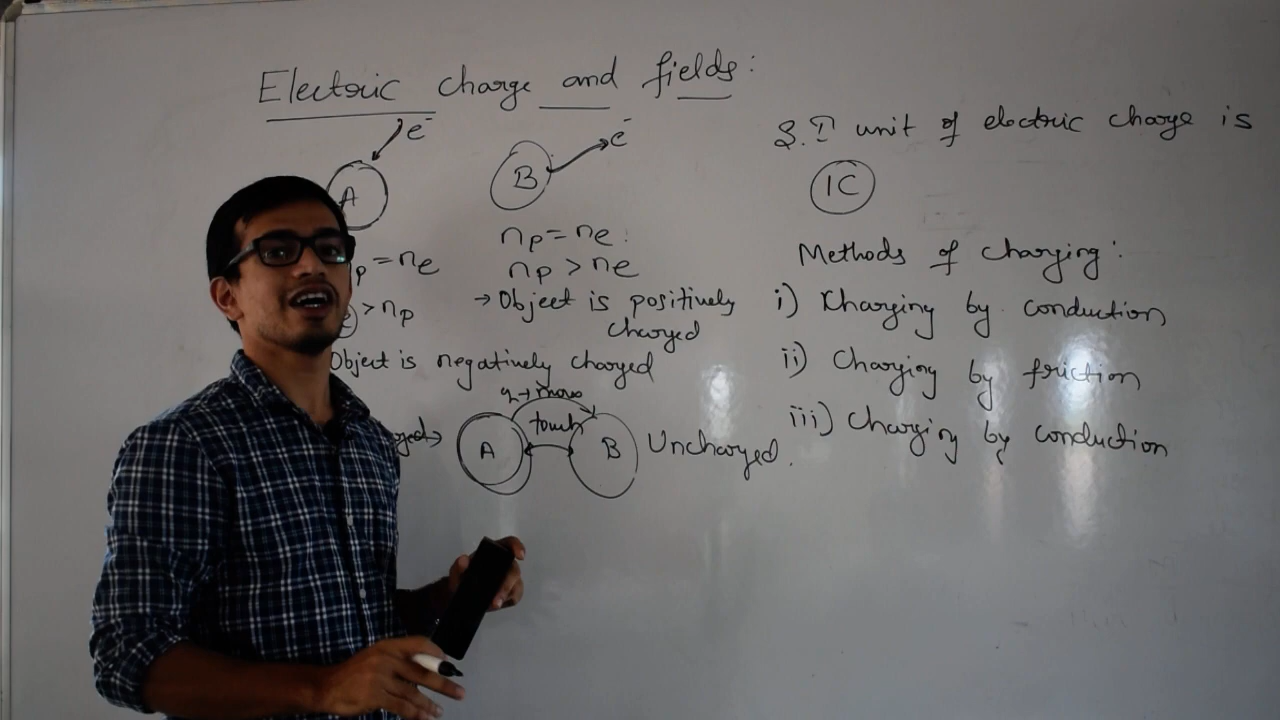 Electric charge and fields:
e⁻
e⁻
A
B
S.I unit of electric charge is
1C
np = ne
np = ne
> np
np > ne
→ Object is positively
charged
Object is negatively charged
Methods of Charging:
i) Charging by conduction
ii) Charging by friction
iii) Charging by conduction
q → move
touch
A
B
Uncharged.